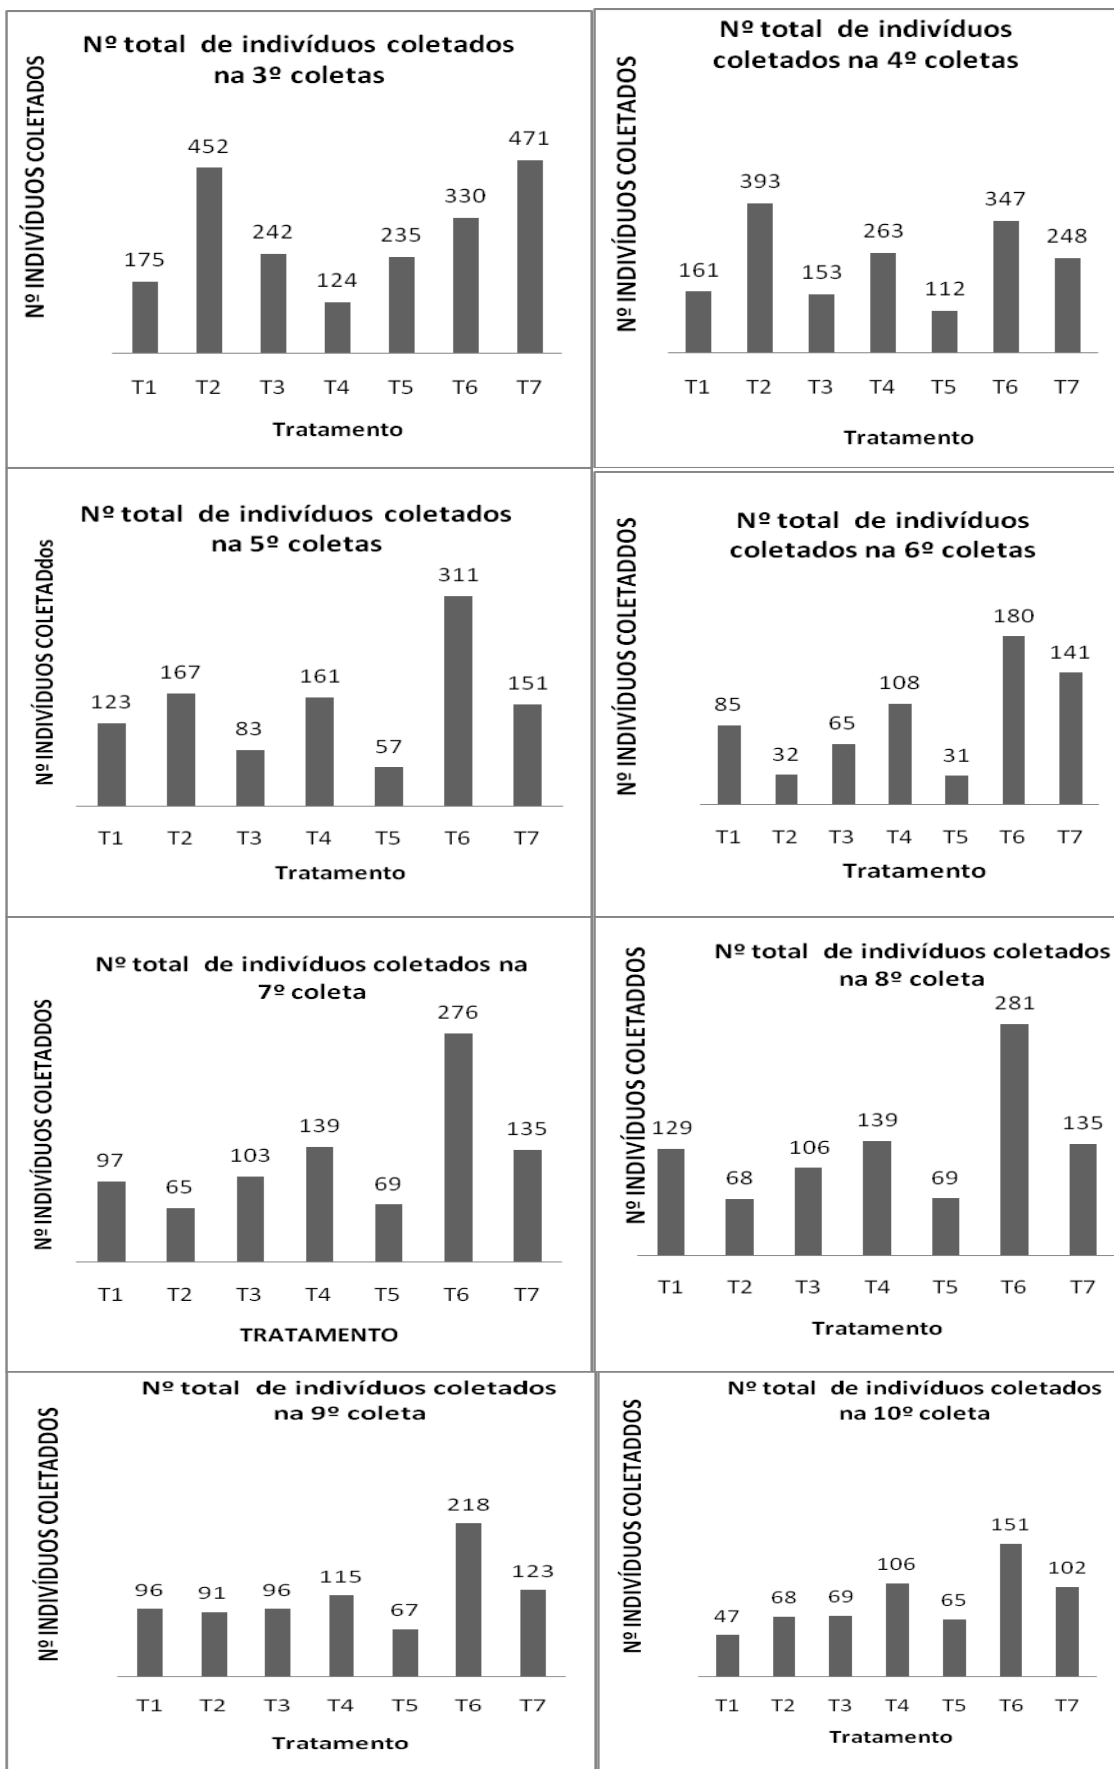 Nº total de indivíduos coletados
na 3º coletas
Nº INDIVÍDUOS COLETADOS
175
452
242
124
235
330
471
T1 T2 T3 T4 T5 T6 T7
Tratamento
Nº total de indivíduos
coletados na 4º coletas
Nº INDIVÍDUOS COLETADOS
161
393
153
263
112
347
248
T1 T2 T3 T4 T5 T6 T7
Tratamento
Nº total de indivíduos coletados
na 5º coletas
Nº INDIVÍDUOS COLETADdos
123
167
83
161
57
311
151
T1 T2 T3 T4 T5 T6 T7
Tratamento
Nº total de indivíduos
coletados na 6º coletas
Nº INDIVÍDUOS COLETADDOS
85
32
65
108
31
180
141
T1 T2 T3 T4 T5 T6 T7
Tratamento
Nº total de indivíduos coletados na
7º coleta
Nº INDIVÍDUOS COLETADDOS
97
65
103
139
69
276
135
T1 T2 T3 T4 T5 T6 T7
TRATAMENTO
Nº total de indivíduos coletados
na 8º coleta
Nº INDIVÍDUOS COLETADDOS
129
68
106
139
69
281
135
T1 T2 T3 T4 T5 T6 T7
Tratamento
Nº total de indivíduos coletados
na 9º coleta
Nº INDIVÍDUOS COLETADDOS
96
91
96
115
67
218
123
T1 T2 T3 T4 T5 T6 T7
Tratamento
Nº total de indivíduos coletados
na 10º coleta
Nº INDIVÍDUOS COLETADDOS
47
68
69
106
65
151
102
T1 T2 T3 T4 T5 T6 T7
Tratamento